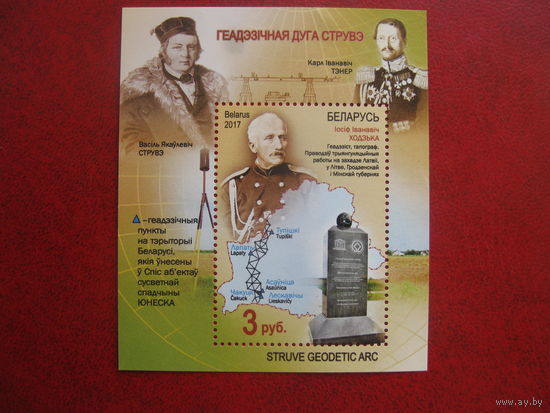 ГЕАДЭЗІЧНАЯ ДУГА СТРУВЭ
Карл Іванавіч
ТЭНЕР
Васіль Якаўлевіч
СТРУВЭ
Belarus
2017
БЕЛАРУСЬ
Іосіф Іванавіч
ХОДЗЬКА
Геадэзіст, тапограф.
Праводзіў трыянгуляцыйныя
работы на захадзе Латвіі,
у Літве, Гродзенскай
і Мінскай губернях
–геадэзічныя
пункты
на тэрыторыі
Беларусі,
якія ўнесены
ў Спіс аб'ектаў
сусветнай
спадчыны
ЮНЕСКА
Тупішкі
Tupiški
Лапаты
Lapaty
Асаўніца
Asaŭnica
Чакуцк
Čakuck
Ляскавічы
Lieskavičy
3 руб.
STRUVE GEODETIC ARC
www.ay.by